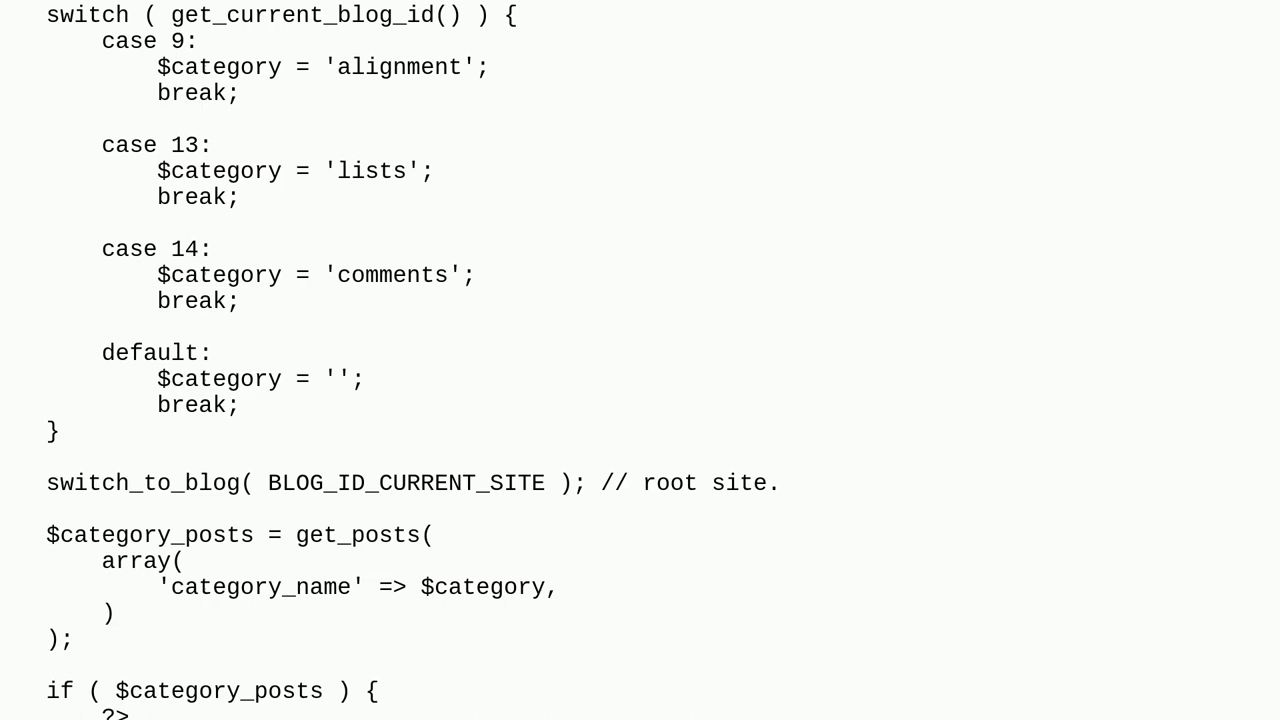 switch ( get_current_blog_id() ) {
    case 9:
        $category = 'alignment';
        break;

    case 13:
        $category = 'lists';
        break;

    case 14:
        $category = 'comments';
        break;

    default:
        $category = '';
        break;
}

switch_to_blog( BLOG_ID_CURRENT_SITE ); // root site.

$category_posts = get_posts(
    array(
        'category_name' => $category,
    )
);

if ( $category_posts ) {
    ?>